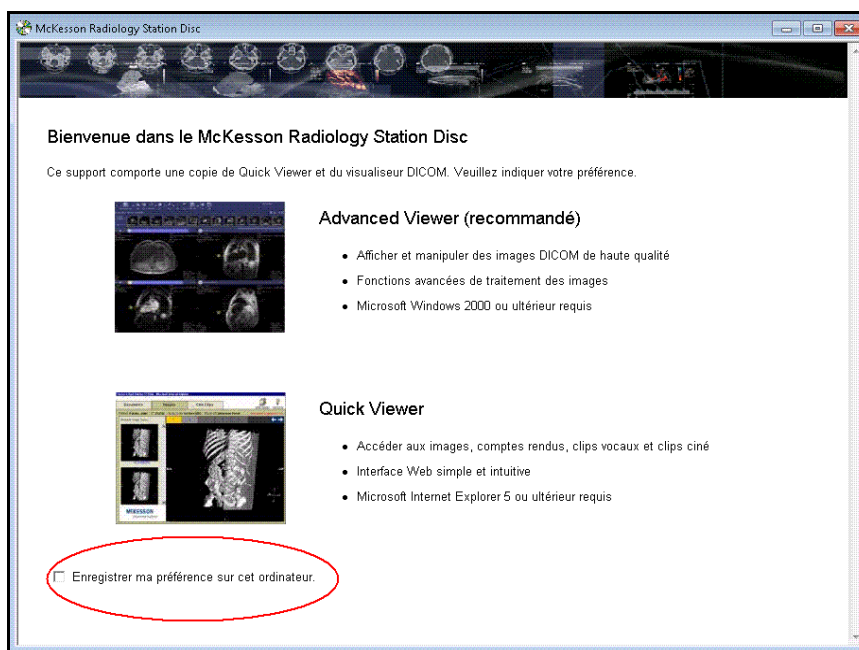 McKesson Radiology Station Disc
Bienvenue dans le McKesson Radiology Station Disc
Ce support comporte une copie de Quick Viewer et du visualiseur DICOM. Veuillez indiquer votre préférence.
Advanced Viewer (recommandé)
• Afficher et manipuler des images DICOM de haute qualité
• Fonctions avancées de traitement des images
• Microsoft Windows 2000 ou ultérieur requis
Quick Viewer
• Accéder aux images, comptes rendus, clips vocaux et clips ciné
• Interface Web simple et intuitive
• Microsoft Internet Explorer 5 ou ultérieur requis
MCKESSON
Enregistrer ma préférence sur cet ordinateur.